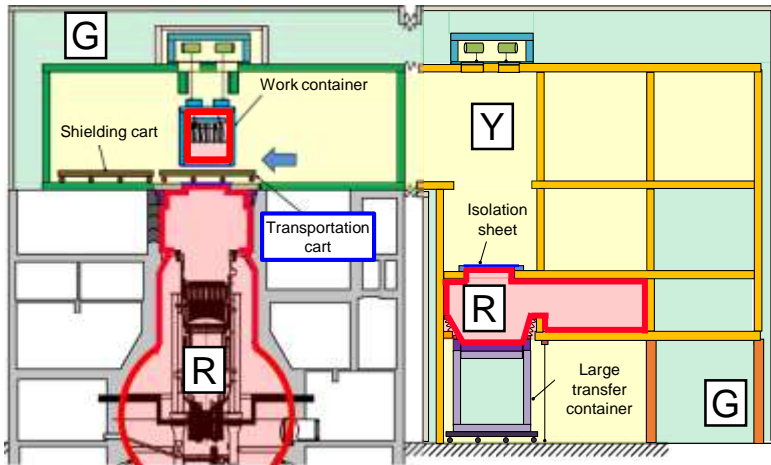 G
Work container
Shielding cart
Y
Transportation
cart
Isolation
sheet
R
R
Large
transfer
container
G